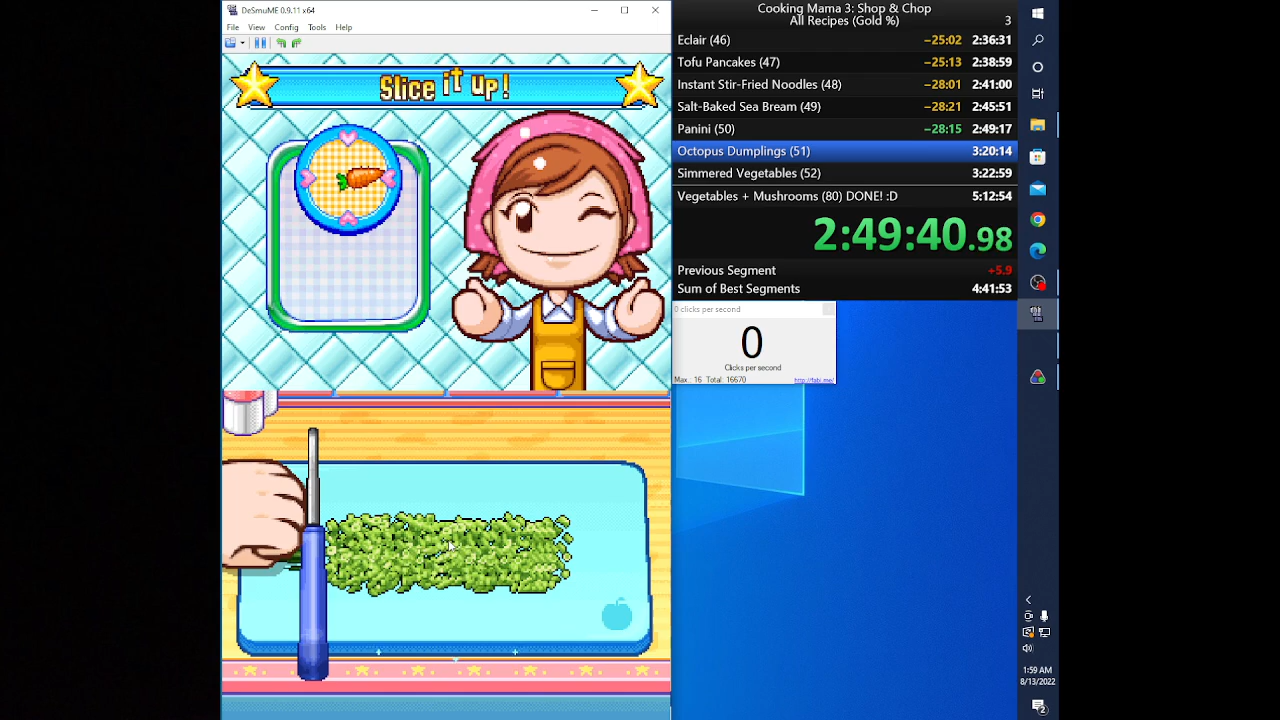 DeSmuME 0.9.11 x64
File View Config Tools Help
Slice it up!
Cooking Mama 3: Shop & Chop
All Recipes (Gold %) 3
Eclair (46) −25:02 2:36:31
Tofu Pancakes (47) −25:13 2:38:59
Instant Stir-Fried Noodles (48) −28:01 2:41:00
Salt-Baked Sea Bream (49) −28:21 2:45:51
Panini (50) −28:15 2:49:17
Octopus Dumplings (51) 3:20:14
Simmered Vegetables (52) 3:22:59
Vegetables + Mushrooms (80) DONE! :D 5:12:54
2:49:40.98
Previous Segment +5.9
Sum of Best Segments 4:41:53
0 clicks per second
0
Clicks per second
Max.: 16 Total: 16670 http://fabi.me/
1:59 AM
8/13/2022
2